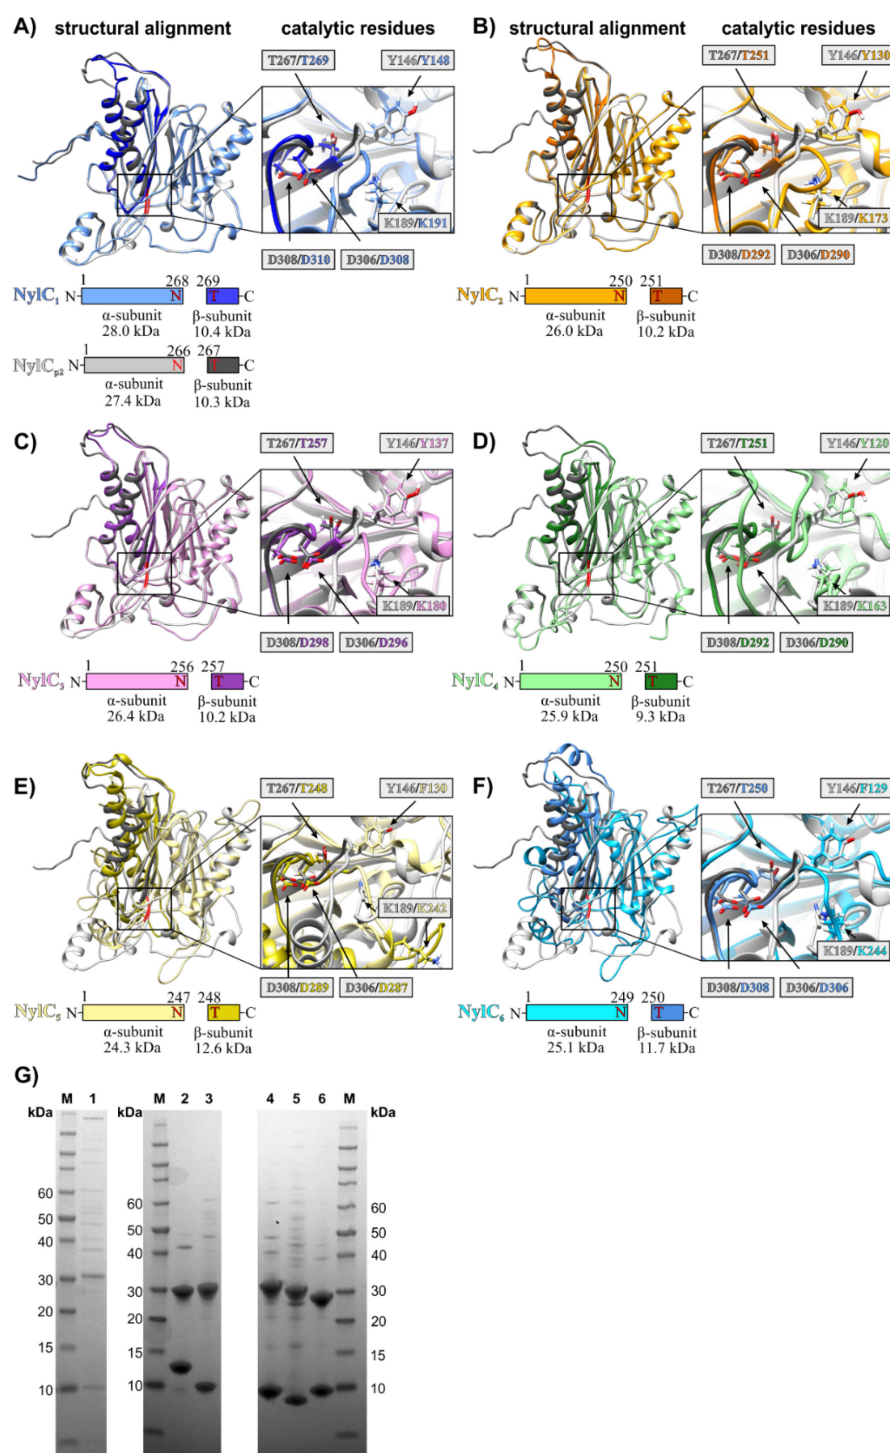 A) structural alignment catalytic residues
T267/T269 Y146/Y148
K189/K191
D308/D310 D306/D308
1 268 269
NylC1 N- N T -C
α-subunit β-subunit
28.0 kDa 10.4 kDa
1 266 267
NylCp2 N- N T -C
α-subunit β-subunit
27.4 kDa 10.3 kDa
B) structural alignment catalytic residues
T267/T251 Y146/Y130
K189/K173
D308/D292 D306/D290
1 250 251
NylC2 N- N T -C
α-subunit β-subunit
26.0 kDa 10.2 kDa
C)
T267/T257 Y146/Y137
K189/K180
D308/D298 D306/D296
1 256 257
NylC3 N- N T -C
α-subunit β-subunit
26.4 kDa 10.2 kDa
D)
T267/T251 Y146/Y120
K189/K163
D308/D292 D306/D290
1 250 251
NylC4 N- N T -C
α-subunit β-subunit
25.9 kDa 9.3 kDa
E)
T267/T248 Y146/F130
K189/K242
D308/D289 D306/D287
1 247 248
NylC5 N- N T -C
α-subunit β-subunit
24.3 kDa 12.6 kDa
F)
T267/T250 Y146/F129
K189/K244
D308/D308 D306/D306
1 249 250
NylC6 N- N T -C
α-subunit β-subunit
25.1 kDa 11.7 kDa
G)
M 1 M 2 3 4 5 6 M
kDa kDa kDa
60
50
40
30
20
15
10
60
50
40
30
20
15
10
60
50
40
30
20
15
10